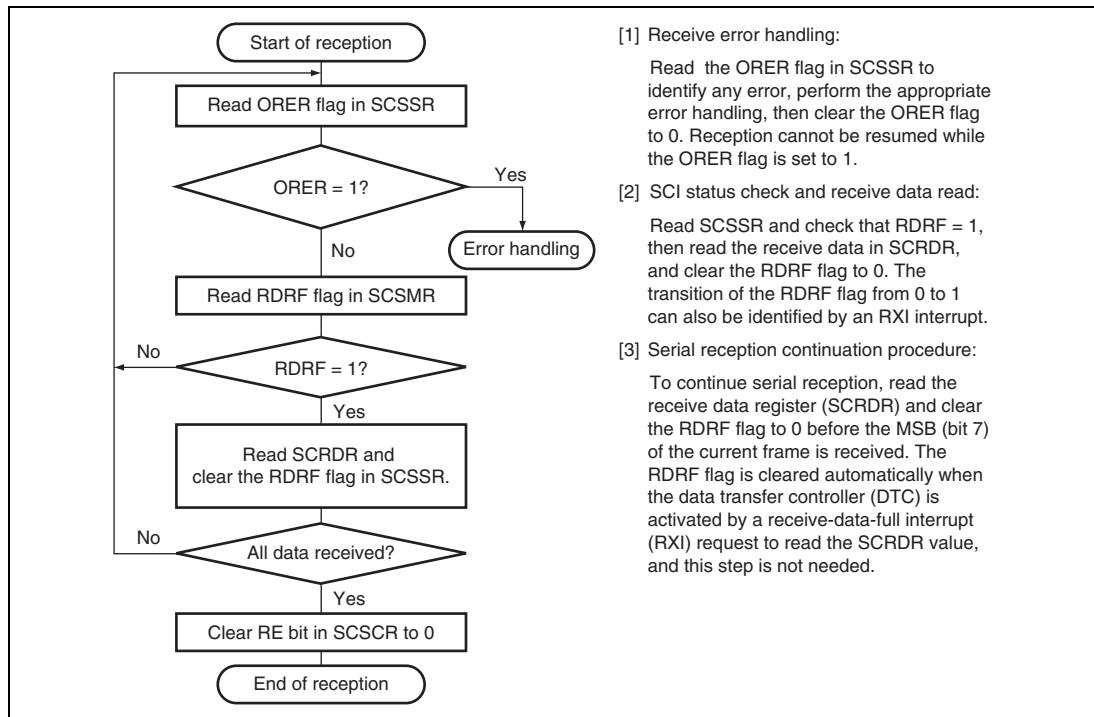 Start of reception
Read ORER flag in SCSSR
ORER = 1?
Yes
Error handling
No
Read RDRF flag in SCSMR
No
RDRF = 1?
Yes
Read SCRDR and
clear the RDRF flag in SCSSR.
No
All data received?
Yes
Clear RE bit in SCSCR to 0
End of reception
[1] Receive error handling:
Read the ORER flag in SCSSR to
identify any error, perform the appropriate
error handling, then clear the ORER flag
to 0. Reception cannot be resumed while
the ORER flag is set to 1.
[2] SCI status check and receive data read:
Read SCSSR and check that RDRF = 1,
then read the receive data in SCRDR,
and clear the RDRF flag to 0. The
transition of the RDRF flag from 0 to 1
can also be identified by an RXI interrupt.
[3] Serial reception continuation procedure:
To continue serial reception, read the
receive data register (SCRDR) and clear
the RDRF flag to 0 before the MSB (bit 7)
of the current frame is received. The
RDRF flag is cleared automatically when
the data transfer controller (DTC) is
activated by a receive-data-full interrupt
(RXI) request to read the SCRDR value,
and this step is not needed.